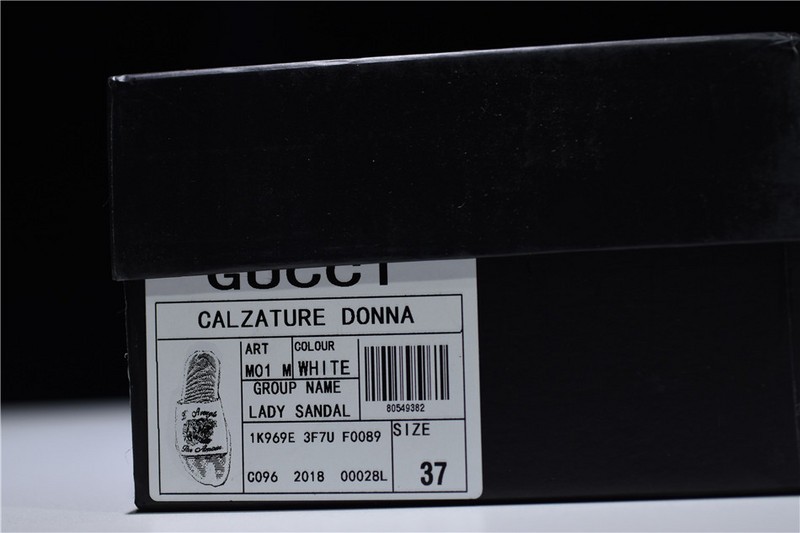 GUCCI
CALZATURE DONNA
ART
M01 M
COLOUR
WHITE
GROUP NAME
LADY SANDAL
80549382
1K969E 3F7U F0089
C096 2018 00028L
SIZE
37